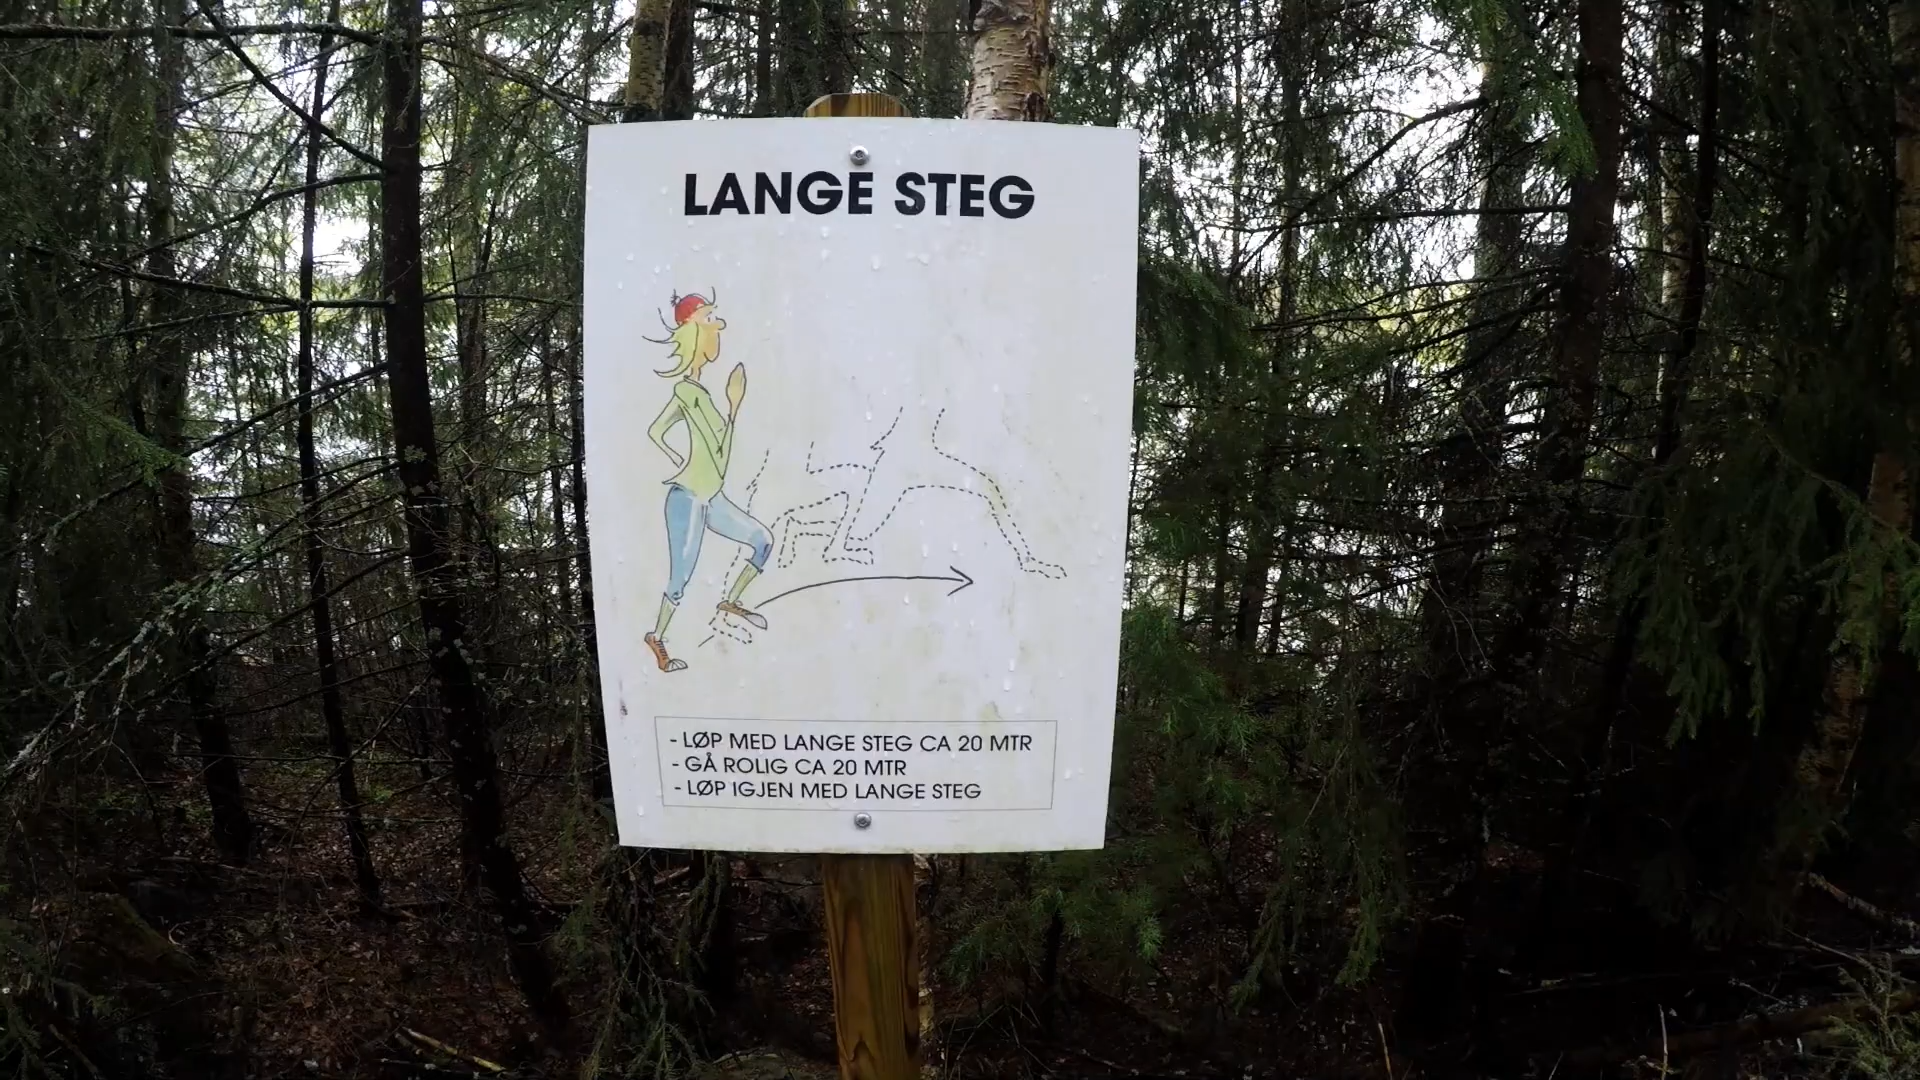 LANGE STEG
- LØP MED LANGE STEG CA 20 MTR
- GÅ ROLIG CA 20 MTR
- LØP IGJEN MED LANGE STEG